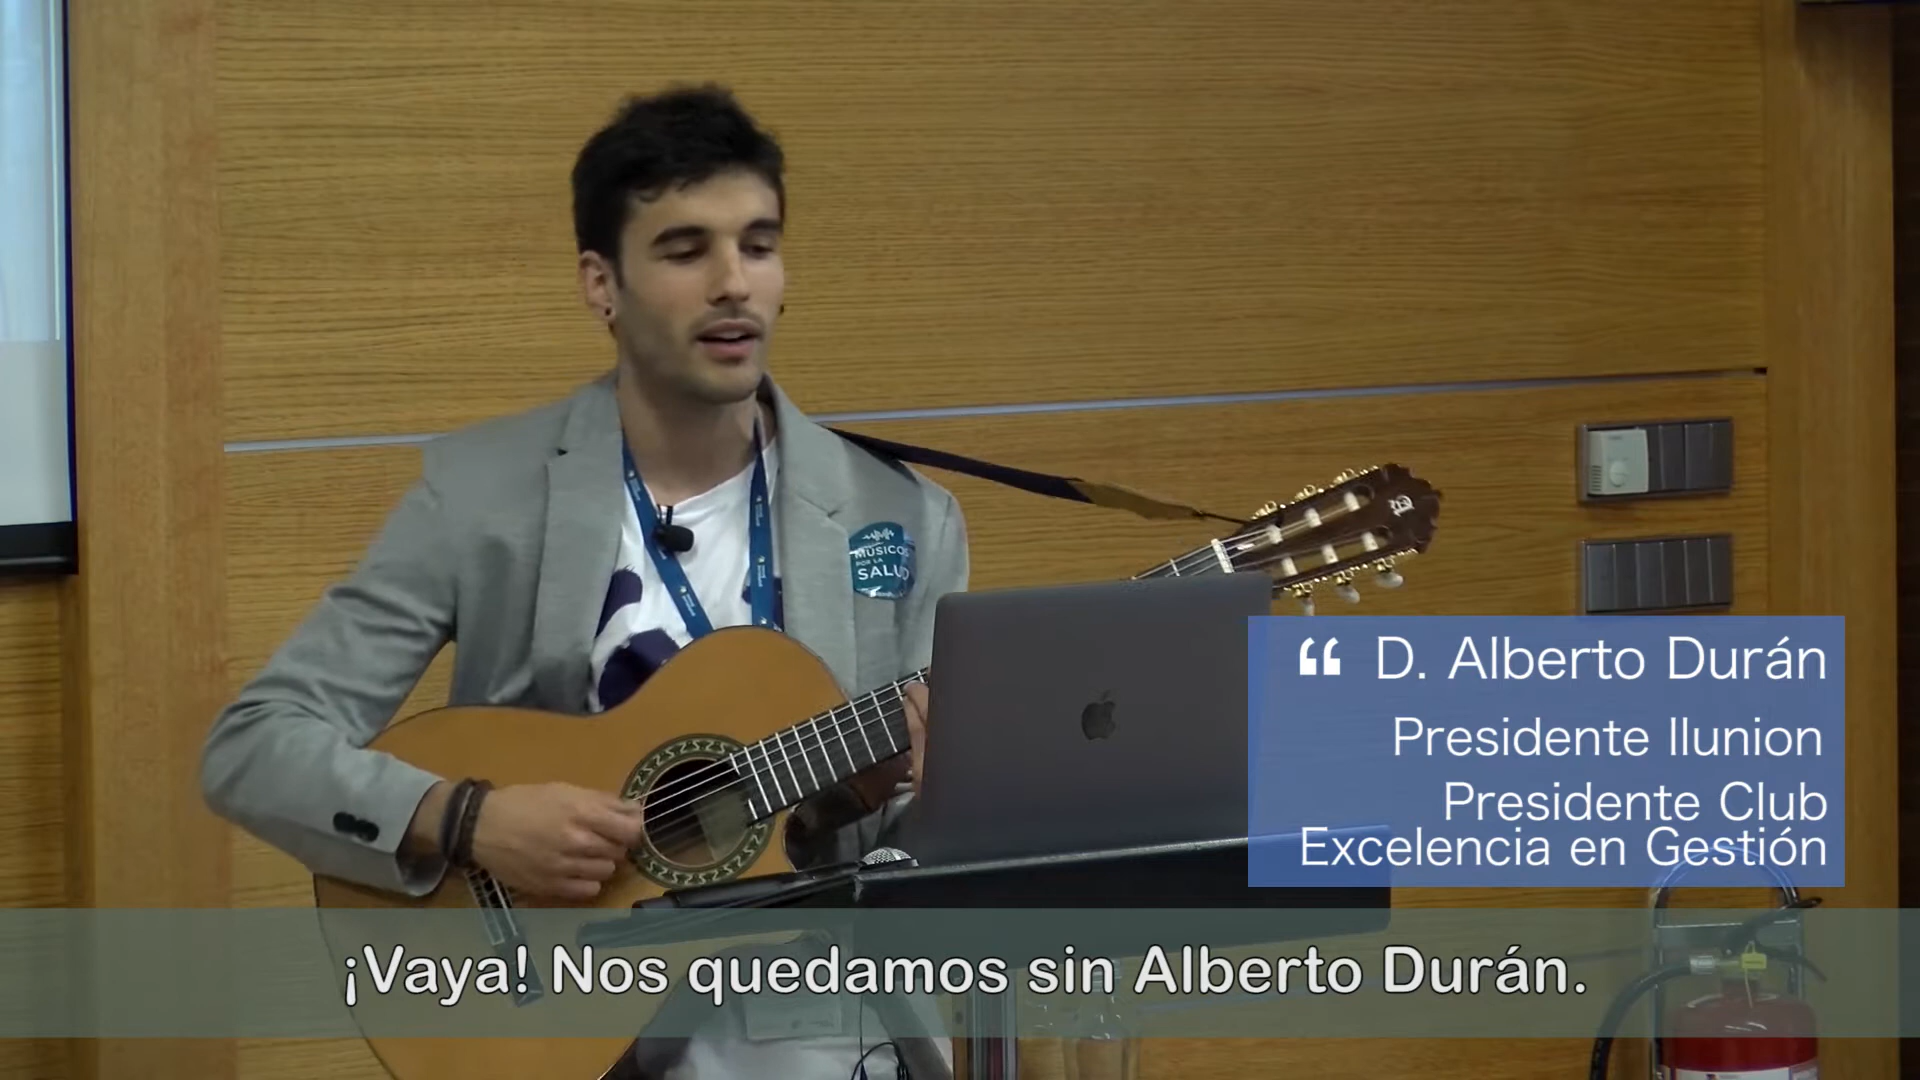 MÚSICOS
POR LA
SALUD
“ D. Alberto Durán
Presidente Ilunion
Presidente Club
Excelencia en Gestión
¡Vaya! Nos quedamos sin Alberto Durán.